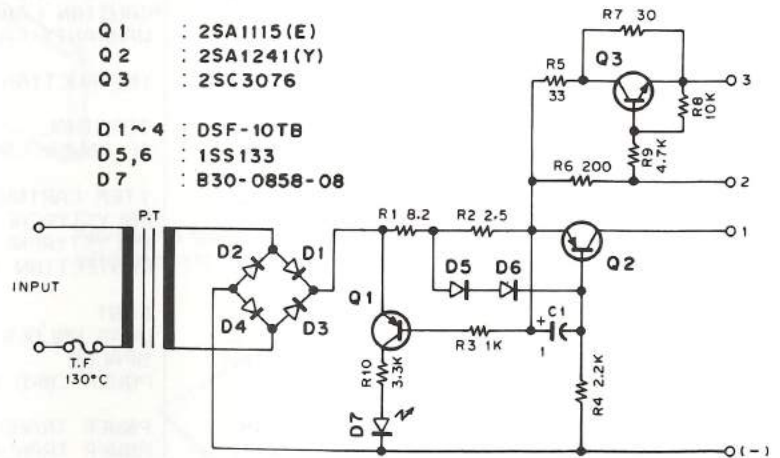 Q1 : 2SA1115(E)
Q2 : 2SA1241(Y)
Q3 : 2SC3076
D1~4 : DSF-10TB
D5,6 : 1SS133
D7 : B30-0858-08
R7 30
Q3
R5
33
3
R8
10K
R9
4.7K
R6 200
2
P.T
R1 8.2
R2 2.5
1
D2
D1
D5
D6
Q2
INPUT
Q1
D4
D3
C1
+
1
R3 1K
T.F
130°C
R10
3.3K
R4 2.2K
D7
(-)